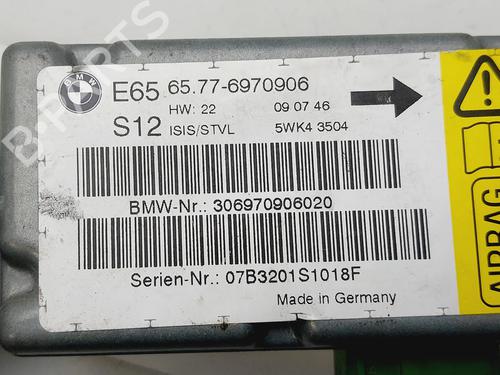 BMW
E65 65.77-6970906
HW: 22 09 07 46
S12 ISIS/STVL 5WK4 3504
BMW-Nr.: 306970906020
Serien-Nr.: 07B3201S1018F
Made in Germany
AIRBAG
B-PARTS